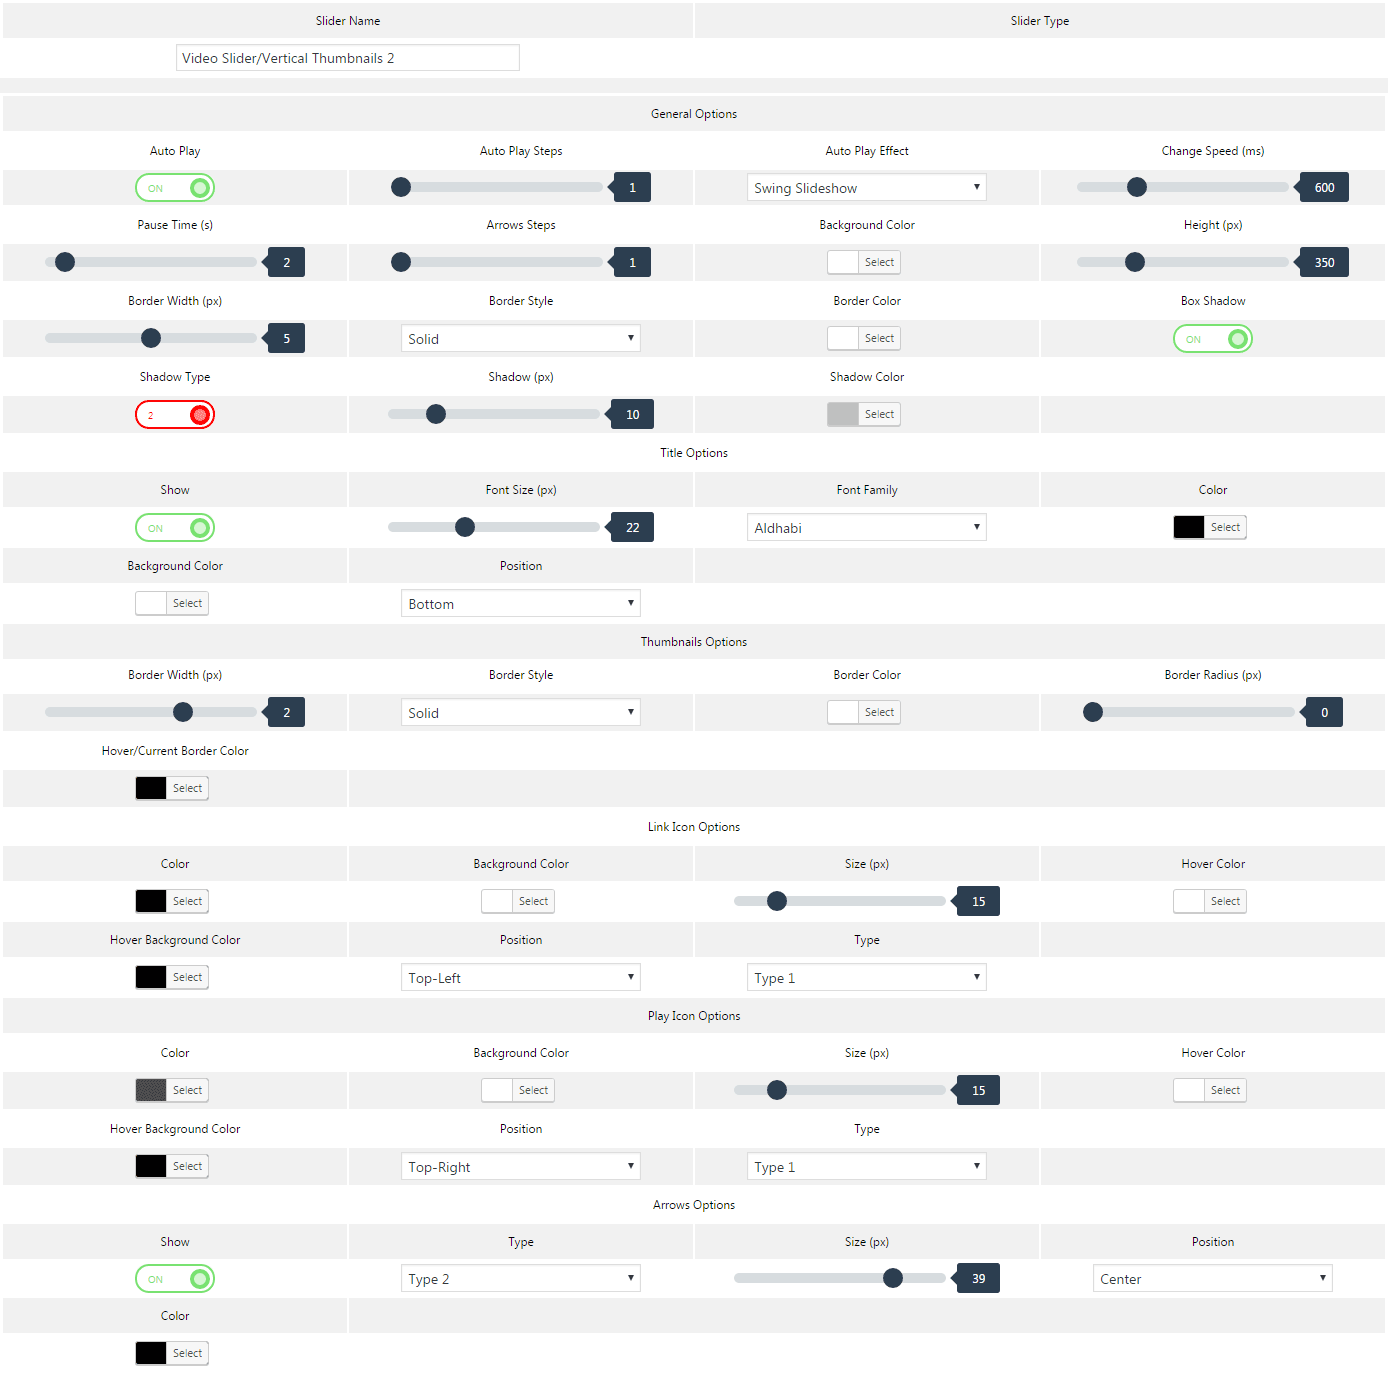 Slider Name Slider Type
Video Slider/Vertical Thumbnails 2
General Options
Auto Play Auto Play Steps Auto Play Effect Change Speed (ms)
ON 1 Swing Slideshow 600
Pause Time (s) Arrows Steps Background Color Height (px)
2 1 Select 350
Border Width (px) Border Style Border Color Box Shadow
5 Solid Select ON
Shadow Type Shadow (px) Shadow Color
2 10 Select
Title Options
Show Font Size (px) Font Family Color
ON 22 Aldhabi Select
Background Color Position
Select Bottom
Thumbnails Options
Border Width (px) Border Style Border Color Border Radius (px)
2 Solid Select 0
Hover/Current Border Color
Select
Link Icon Options
Color Background Color Size (px) Hover Color
Select Select 15 Select
Hover Background Color Position Type
Select Top-Left Type 1
Play Icon Options
Color Background Color Size (px) Hover Color
Select Select 15 Select
Hover Background Color Position Type
Select Top-Right Type 1
Arrows Options
Show Type Size (px) Position
ON Type 2 39 Center
Color
Select